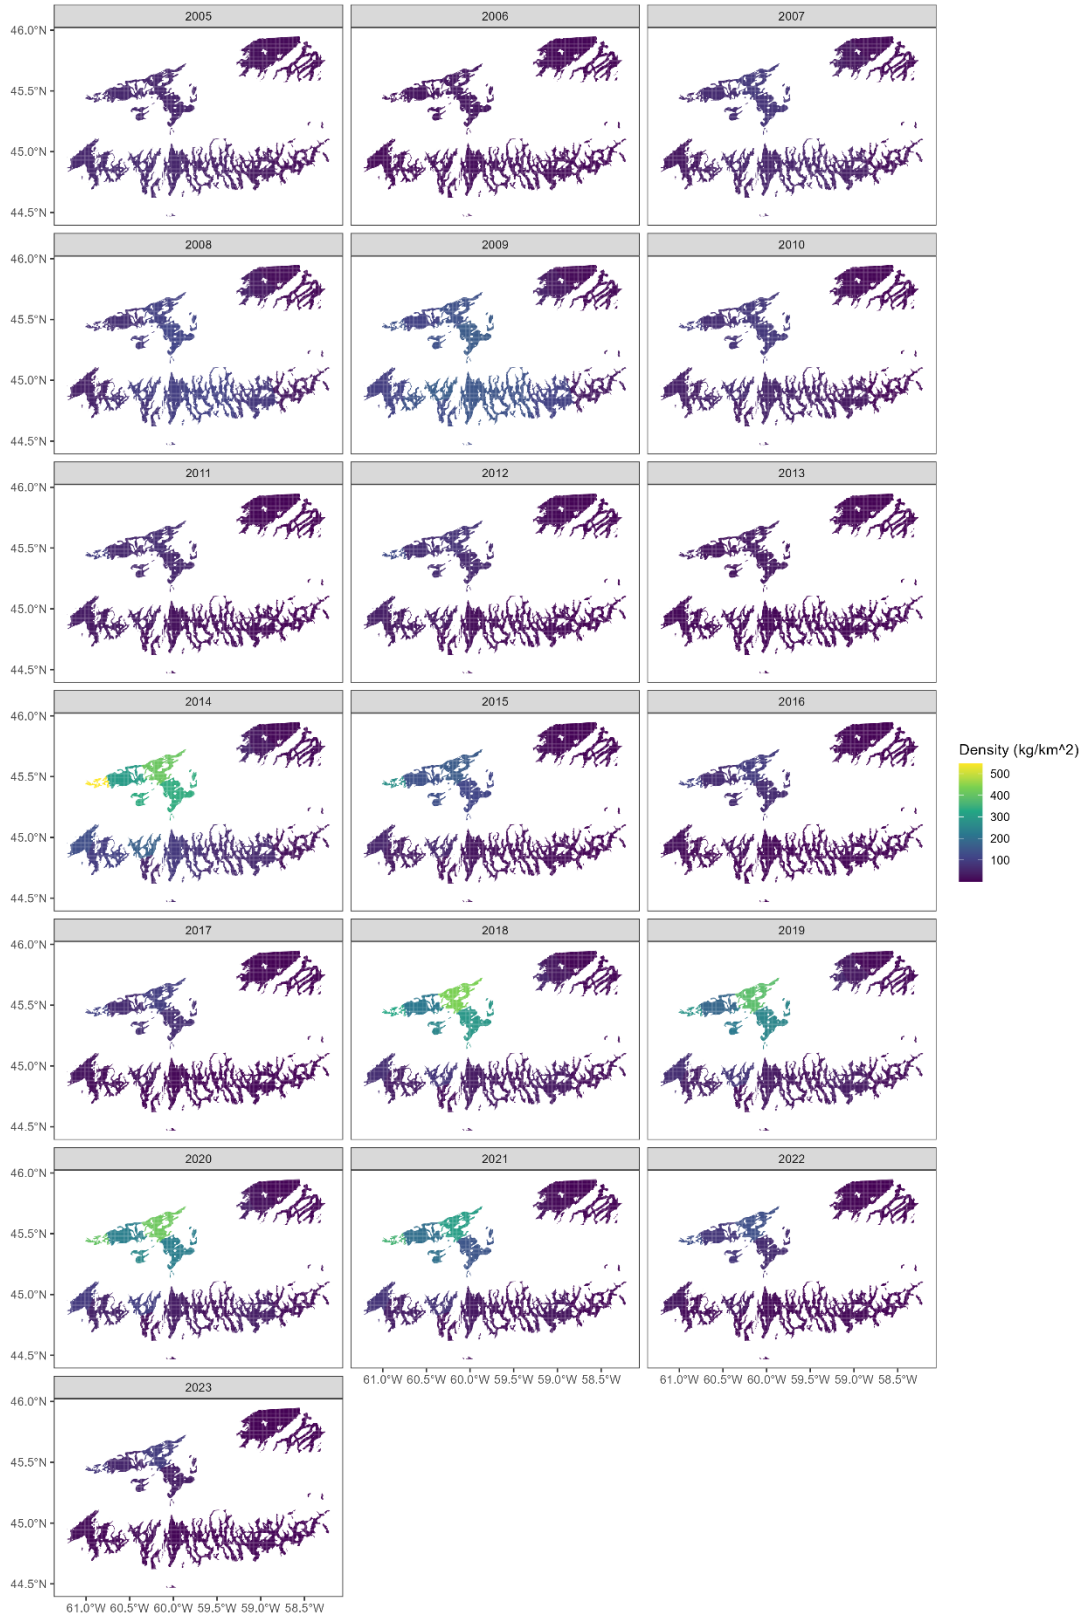 2005 2006 2007
46.0°N
45.5°N
45.0°N
44.5°N
2008 2009 2010
46.0°N
45.5°N
45.0°N
44.5°N
2011 2012 2013
46.0°N
45.5°N
45.0°N
44.5°N
2014 2015 2016
46.0°N
45.5°N
45.0°N
44.5°N
Density (kg/km^2)
500
400
300
200
100
2017 2018 2019
46.0°N
45.5°N
45.0°N
44.5°N
2020 2021 2022
46.0°N
45.5°N
45.0°N
44.5°N
61.0°W 60.5°W 60.0°W 59.5°W 59.0°W 58.5°W 61.0°W 60.5°W 60.0°W 59.5°W 59.0°W 58.5°W
2023
46.0°N
45.5°N
45.0°N
44.5°N
61.0°W 60.5°W 60.0°W 59.5°W 59.0°W 58.5°W